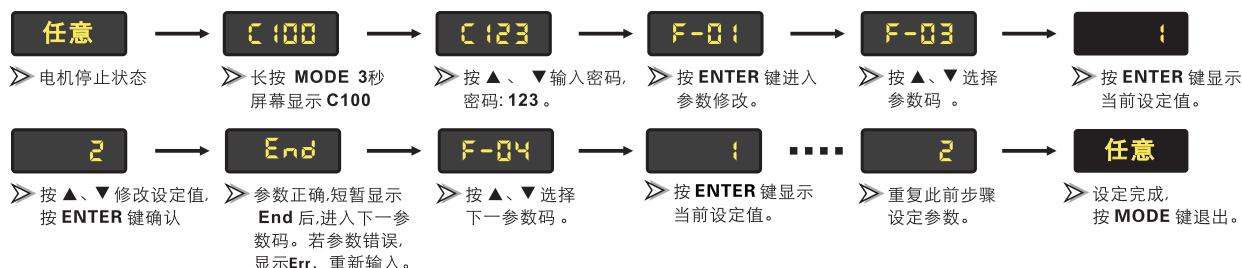 任意
C100
C123
F-01
F-03
1
电机停止状态
长按 MODE 3秒
屏幕显示 C100
按 ▲ 、 ▼输入密码,
密码: 123 。
按 ENTER 键进入
参数修改。
按 ▲、▼ 选择
参数码 。
按 ENTER 键显示
当前设定值。
2
End
F-04
1
2
任意
按 ▲、▼ 修改设定值,
按 ENTER 键确认
参数正确,短暂显示
End 后,进入下一参
数码。若参数错误,
显示Err, 重新输入。
按 ▲、▼ 选择
下一参数码 。
按 ENTER 键显示
当前设定值。
重复此前步骤
设定参数。
设定完成,
按 MODE 键退出。